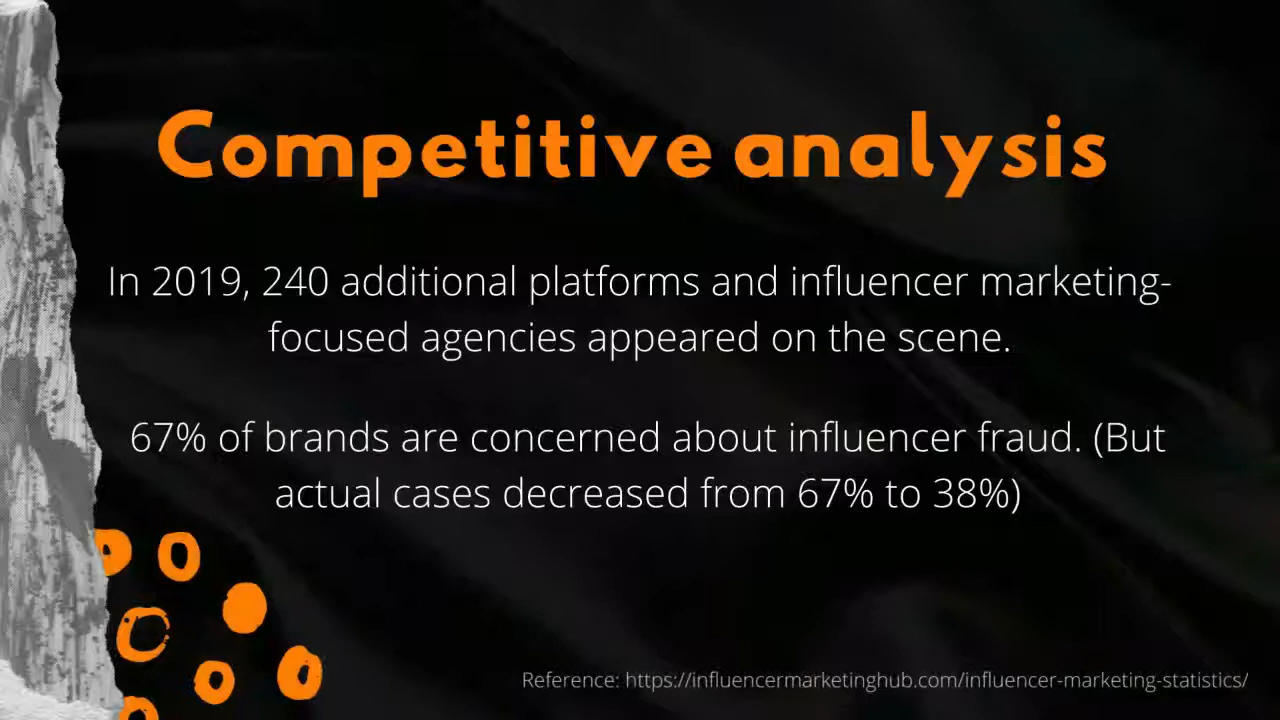 Competitive analysis
In 2019, 240 additional platforms and influencer marketing-
focused agencies appeared on the scene.
67% of brands are concerned about influencer fraud. (But
actual cases decreased from 67% to 38%)
Reference: https://influencermarketinghub.com/influencer-marketing-statistics/